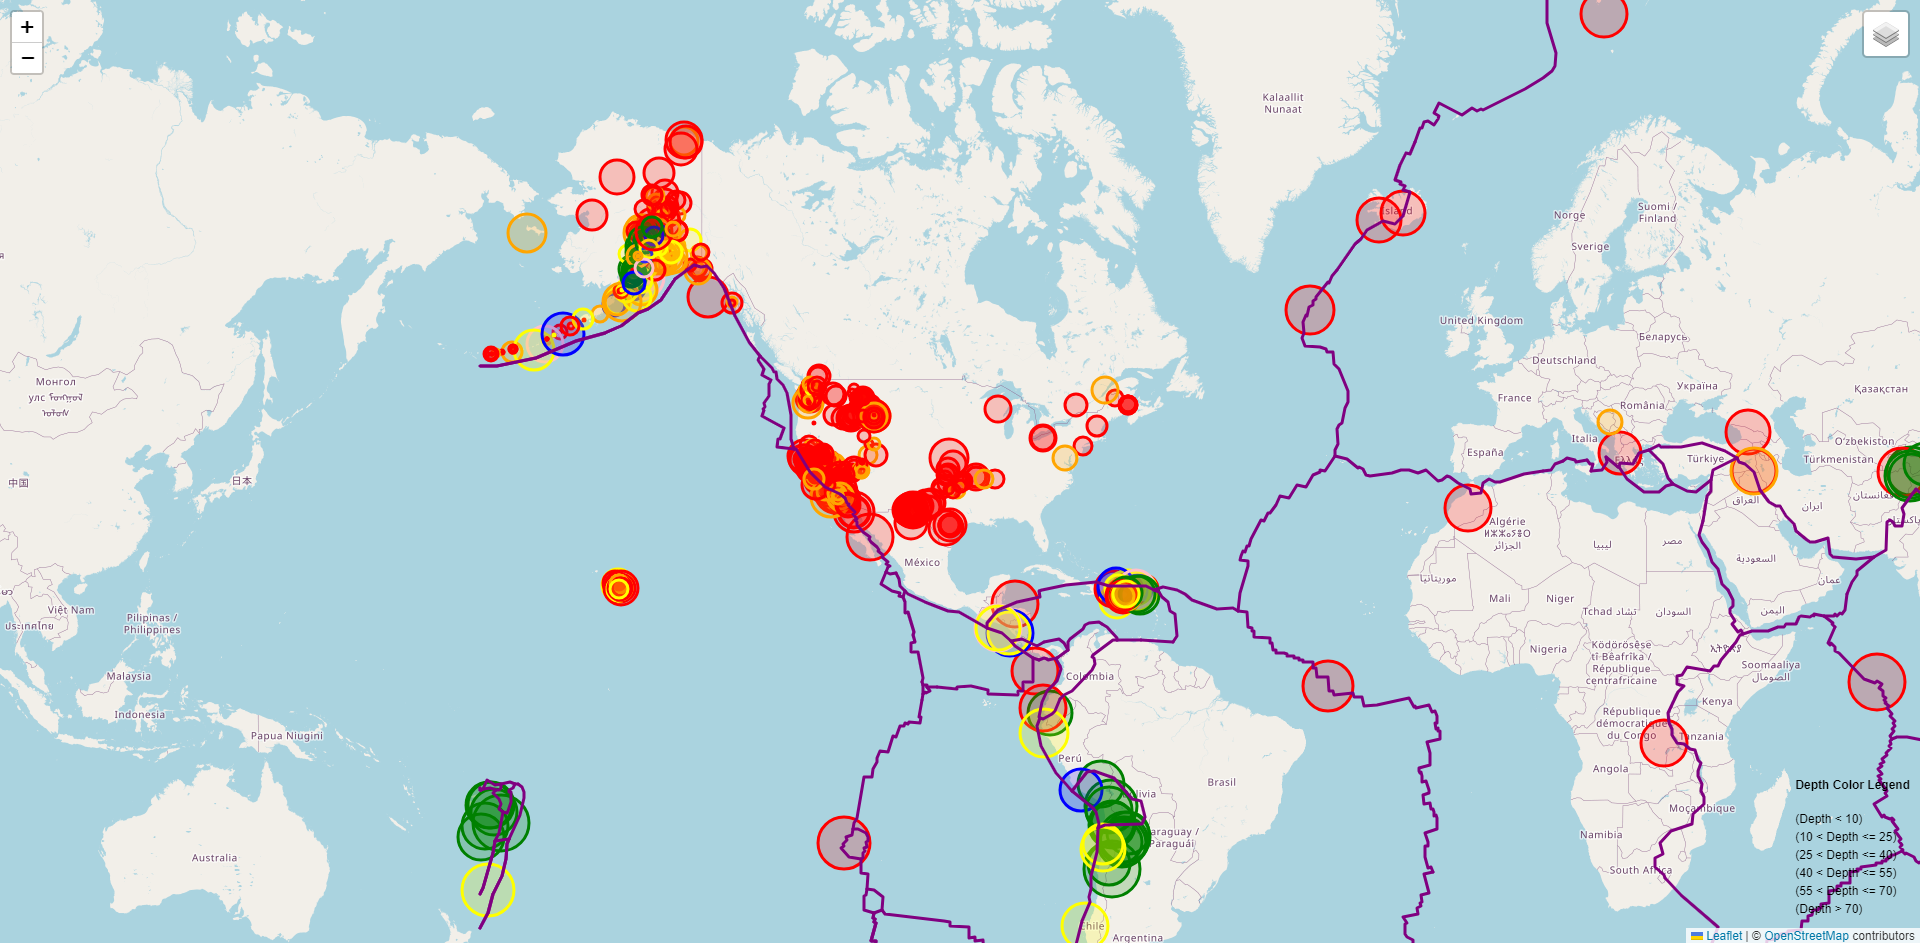 +
−
Kalaallit
Nunaat
Island
Norge
Suomi /
Finland
Sverige
United Kingdom
Беларусь
Deutschland
Монгол
улс
Україна
Қазақстан
France
România
Italia
O'zbekiston
España
Türkiye
Türkmenistan
中国
日本
العراق
ایران
Algérie
ⵍⵣⵣⴰⵢⴻⵔ
الجزائر
ليبيا
مصر
السعودية
México
موريتانيا
عمان
Mali
Niger
Việt Nam
Tchad تشاد
السودان
اليمن
Pilipinas /
Philippines
ประเทศไทย
Nigeria
Ködörösêse
tî Bêafrîka /
République
centrafricaine
ኢትዮጵያ
Soomaaliya
الصومال
Malaysia
Colombia
Kenya
Indonesia
République
démocratique
du Congo
Tanzania
Papua Niugini
Perú
Angola
Brasil
Depth Color Legend
Moçambique
(Depth < 10)
Namibia
(10 < Depth <= 25)
Paraguay /
Paraguái
Australia
(25 < Depth <= 40)
South Africa
(40 < Depth <= 55)
(55 < Depth <= 70)
(Depth > 70)
Chile
Argentina
Leaflet | © OpenStreetMap contributors